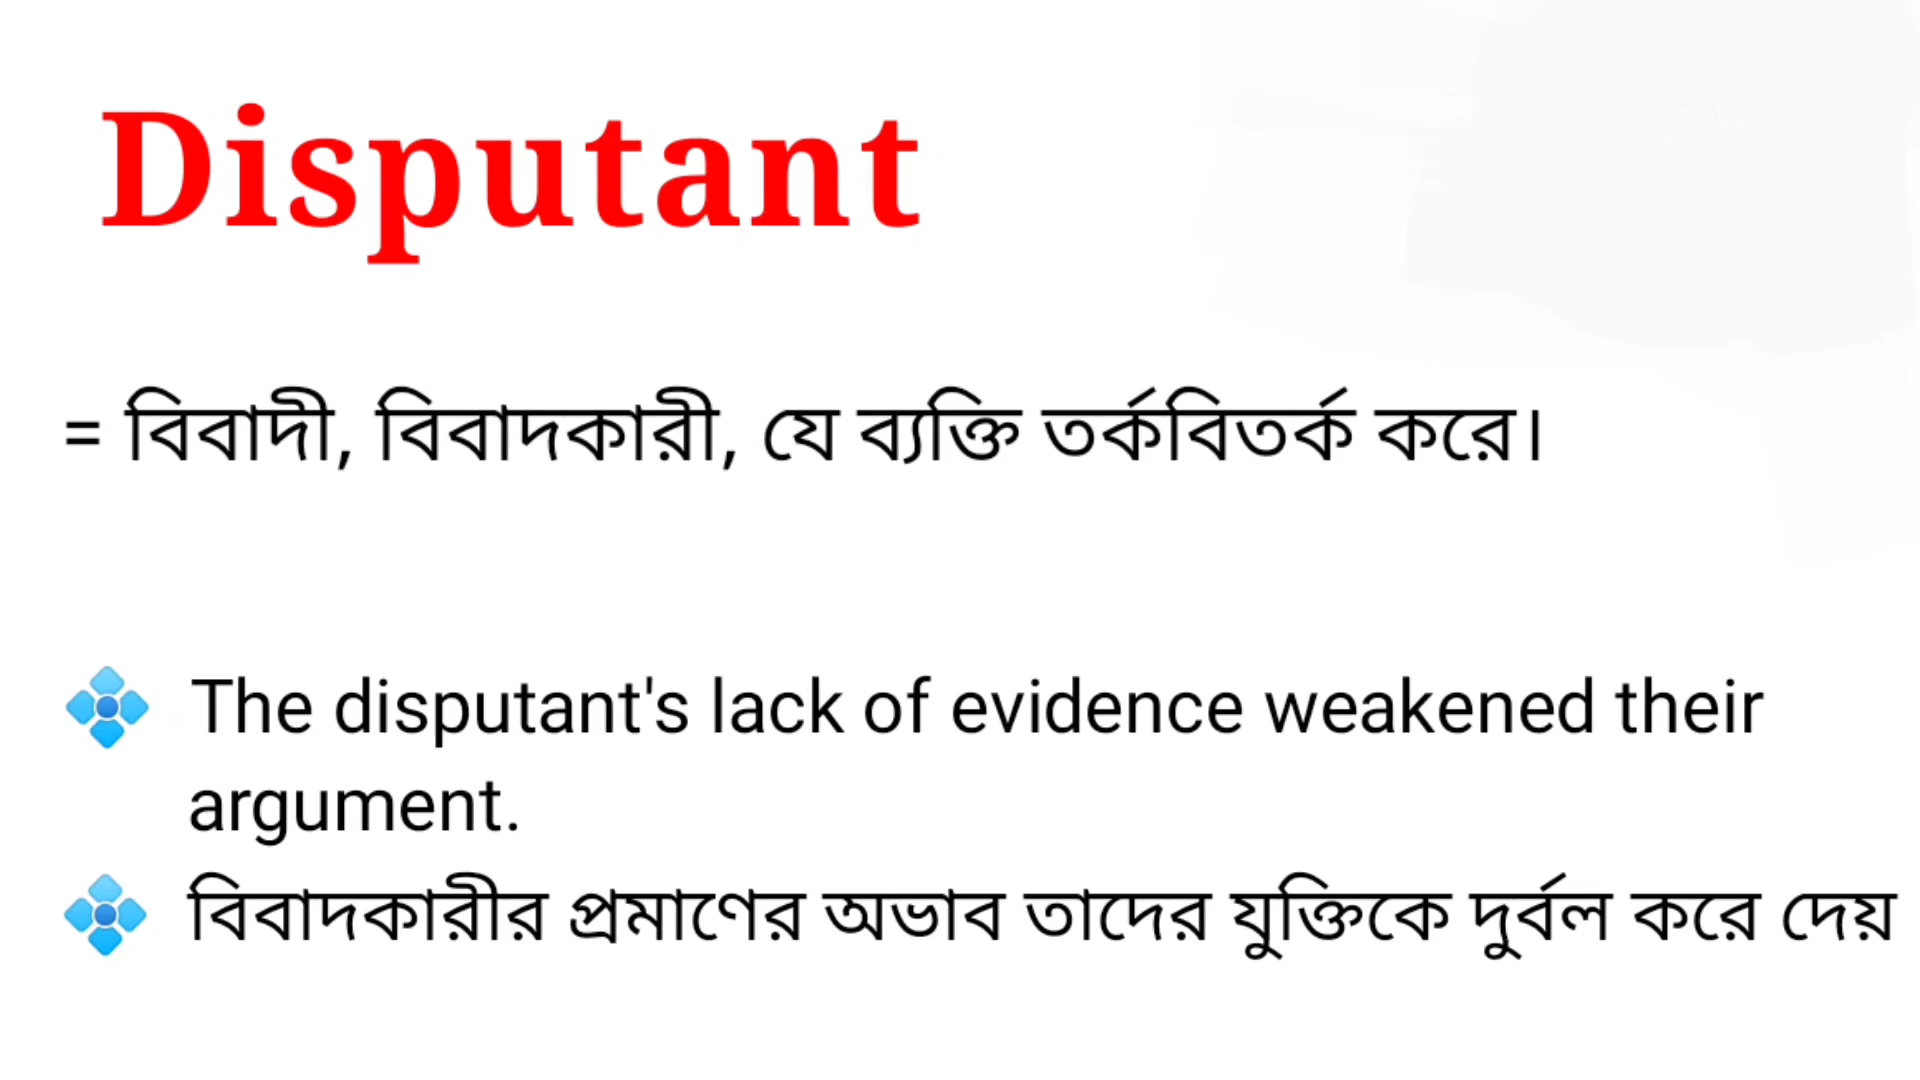 Disputant
= বিবাদী, বিবাদকারী, যে ব্যক্তি তর্কবিতর্ক করে।
💠 The disputant's lack of evidence weakened their
argument.
💠 বিবাদকারীর প্রমাণের অভাব তাদের যুক্তিকে দুর্বল করে দেয়